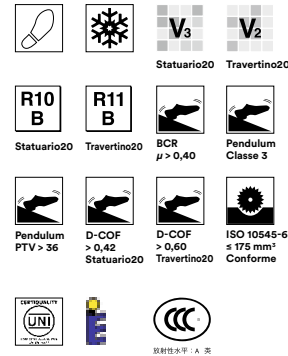 V3
V2
Statuario20
Travertino20
R10
B
R11
B
Statuario20
Travertino20
BCR
μ > 0,40
Pendulum
Classe 3
Pendulum
PTV > 36
D-COF
> 0,42
Statuario20
D-COF
> 0,60
Travertino20
ISO 10545-6
≤ 175 mm³
Conforme
CERTIQUALITY
UNI
CCC
放射性水平：A 类